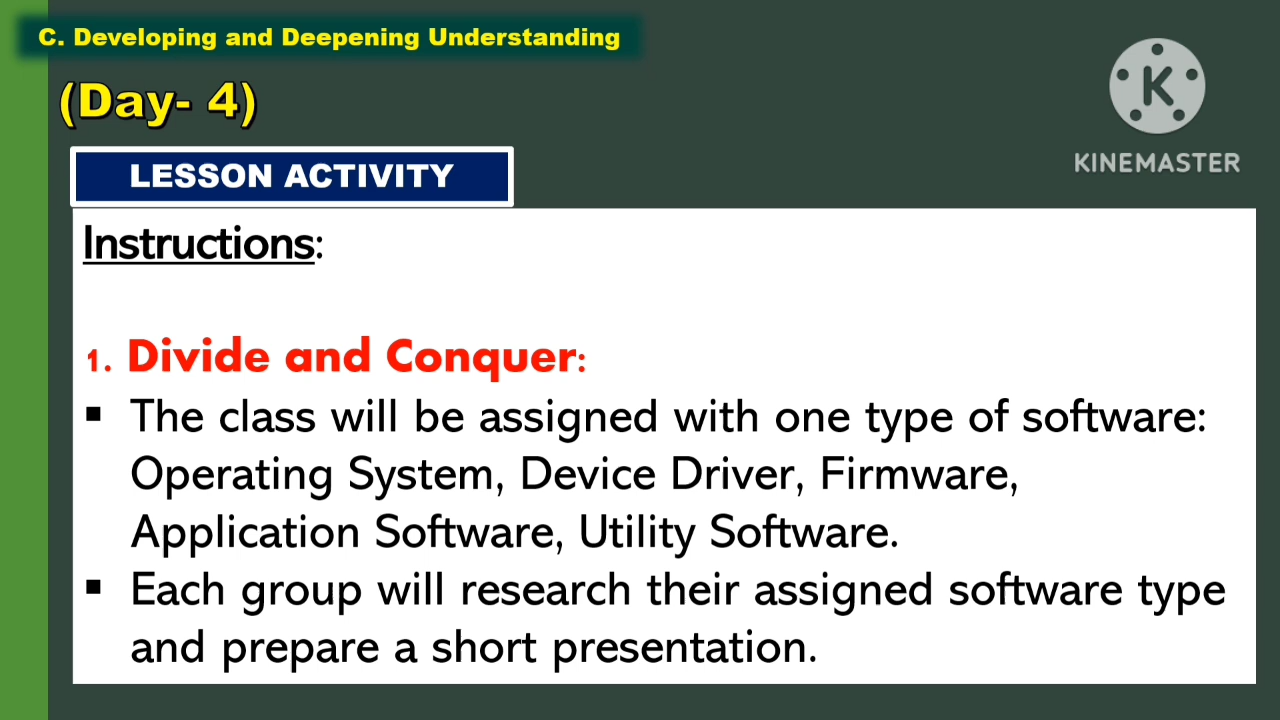 C. Developing and Deepening Understanding
(Day- 4)
K
KINEMASTER
LESSON ACTIVITY
Instructions:
1. Divide and Conquer:
▪ The class will be assigned with one type of software:
Operating System, Device Driver, Firmware,
Application Software, Utility Software.
▪ Each group will research their assigned software type
and prepare a short presentation.